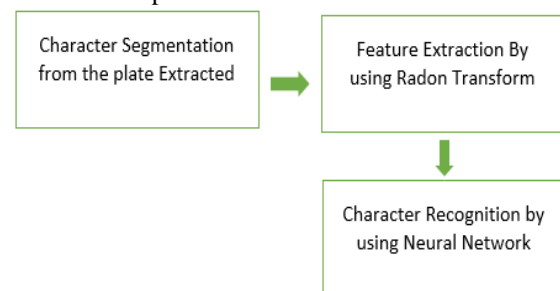 Character Segmentation
from the plate Extracted
Feature Extraction By
using Radon Transform
Character Recognition by
using Neural Network